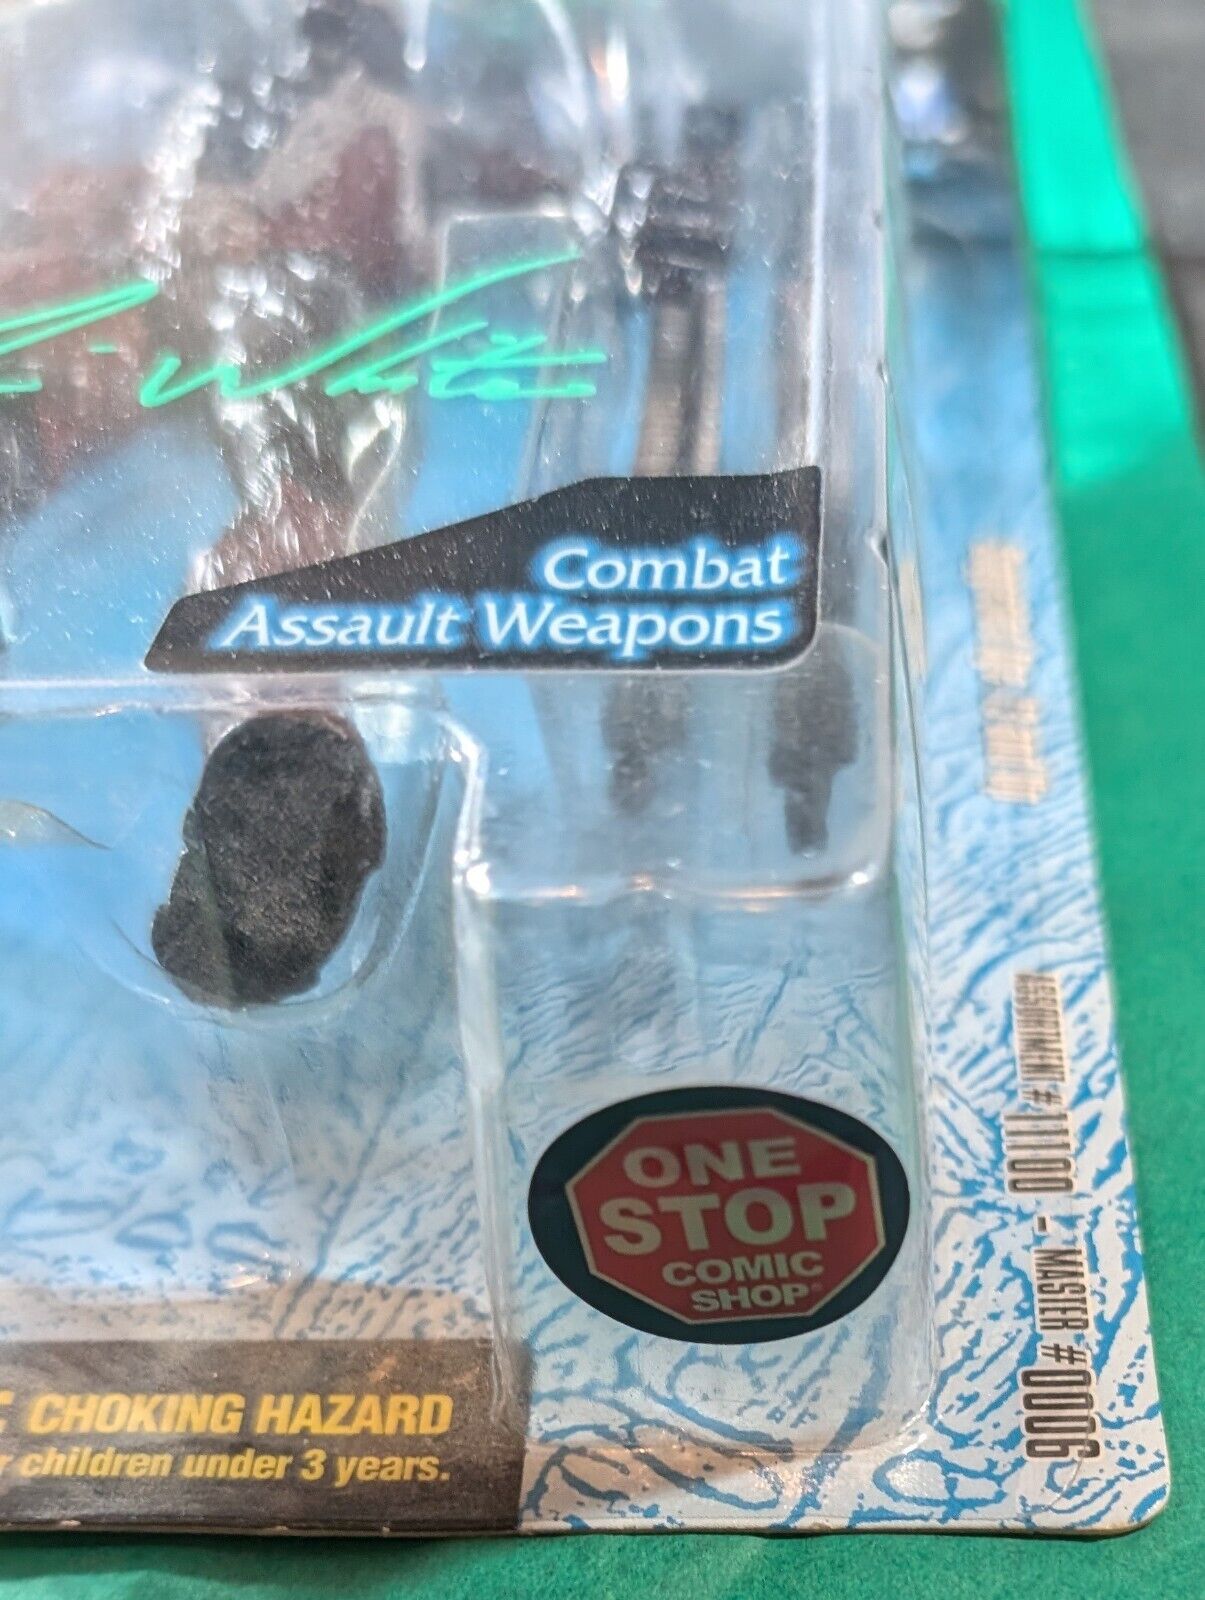 Combat
Assault Weapons
ONE
STOP
COMIC
SHOP®
CHOKING HAZARD
children under 3 years.
ASSORTMENT #11100 - MASTER #0006